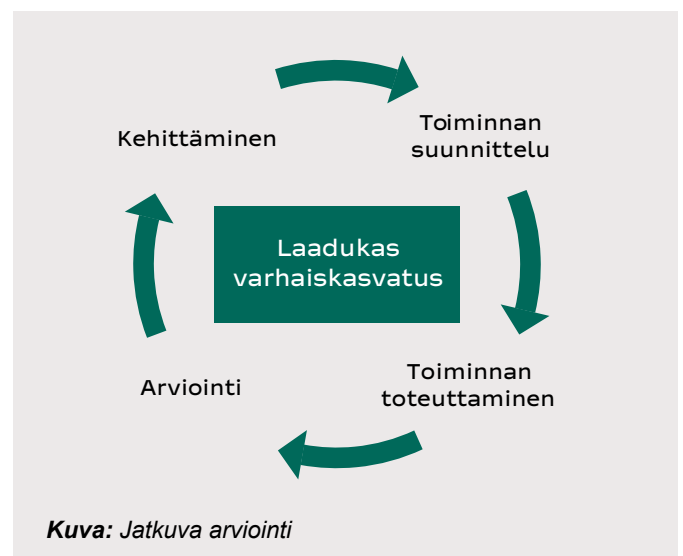 Kehittäminen
Toiminnan
suunnittelu
Laadukas
varhaiskasvatus
Arviointi
Toiminnan
toteuttaminen
Kuva: Jatkuva arviointi